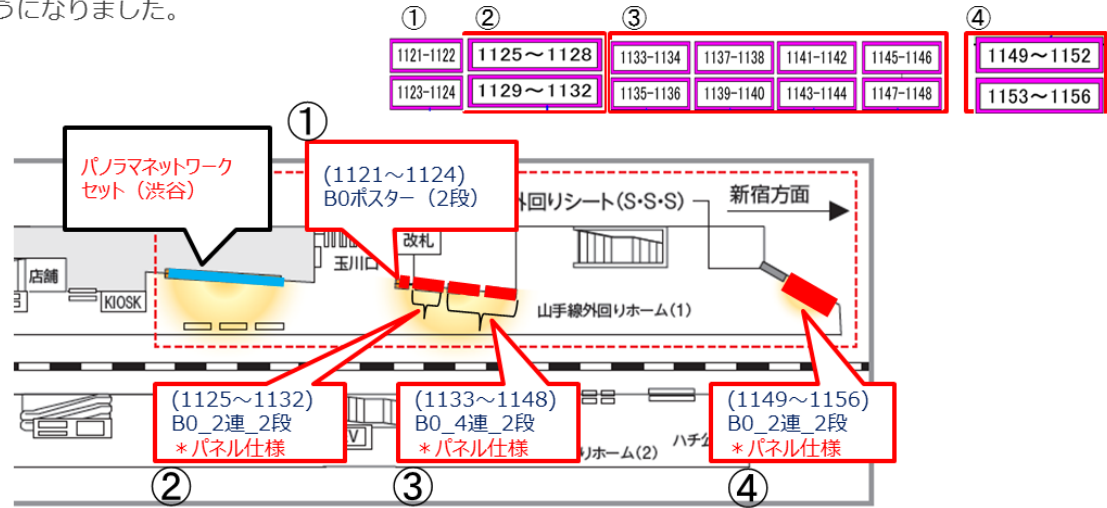 うになりました。
① ② ③ ④
1121-1122 1125～1128 1133-1134 1137-1138 1141-1142 1145-1146 1149～1152
1123-1124 1129～1132 1135-1136 1139-1140 1143-1144 1147-1148 1153～1156
①
パノラマネットワーク
セット（渋谷）
(1121～1124)
B0ポスター（2段）
外回りシート(S・S・S)
新宿方面
改札
玉川口
店舗
KIOSK
山手線外回りホーム(1)
(1125～1132)
B0_2連_2段
＊パネル仕様
(1133～1148)
B0_4連_2段
＊パネル仕様
(1149～1156)
B0_2連_2段
＊パネル仕様
V
りホーム(2)
ハチ公
② ③ ④